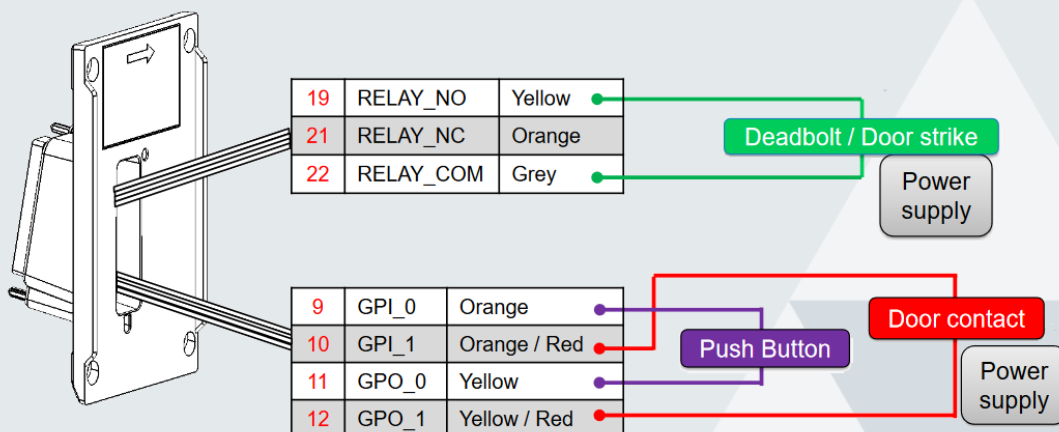 19 RELAY_NO Yellow
21 RELAY_NC Orange
22 RELAY_COM Grey
Deadbolt / Door strike
Power
supply
9 GPI_0 Orange
10 GPI_1 Orange / Red
11 GPO_0 Yellow
12 GPO_1 Yellow / Red
Push Button
Door contact
Power
supply